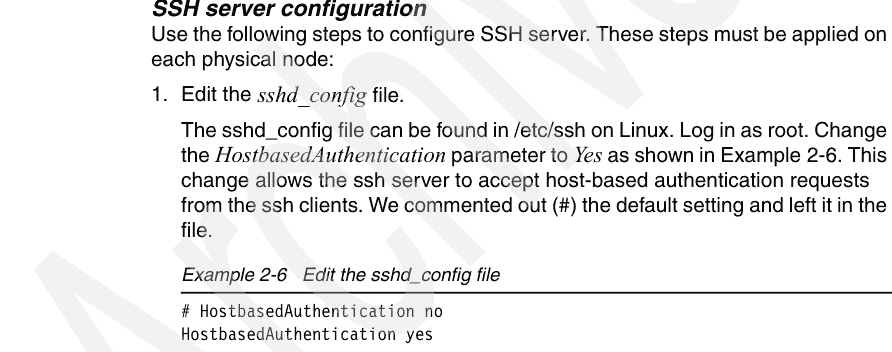 SSH server configuration
Use the following steps to configure SSH server. These steps must be applied on
each physical node:
1. Edit the sshd_config file.
The sshd_config file can be found in /etc/ssh on Linux. Log in as root. Change
the HostbasedAuthentication parameter to Yes as shown in Example 2-6. This
change allows the ssh server to accept host-based authentication requests
from the ssh clients. We commented out (#) the default setting and left it in the
file.
Example 2-6 Edit the sshd_config file
# HostbasedAuthentication no
HostbasedAuthentication yes